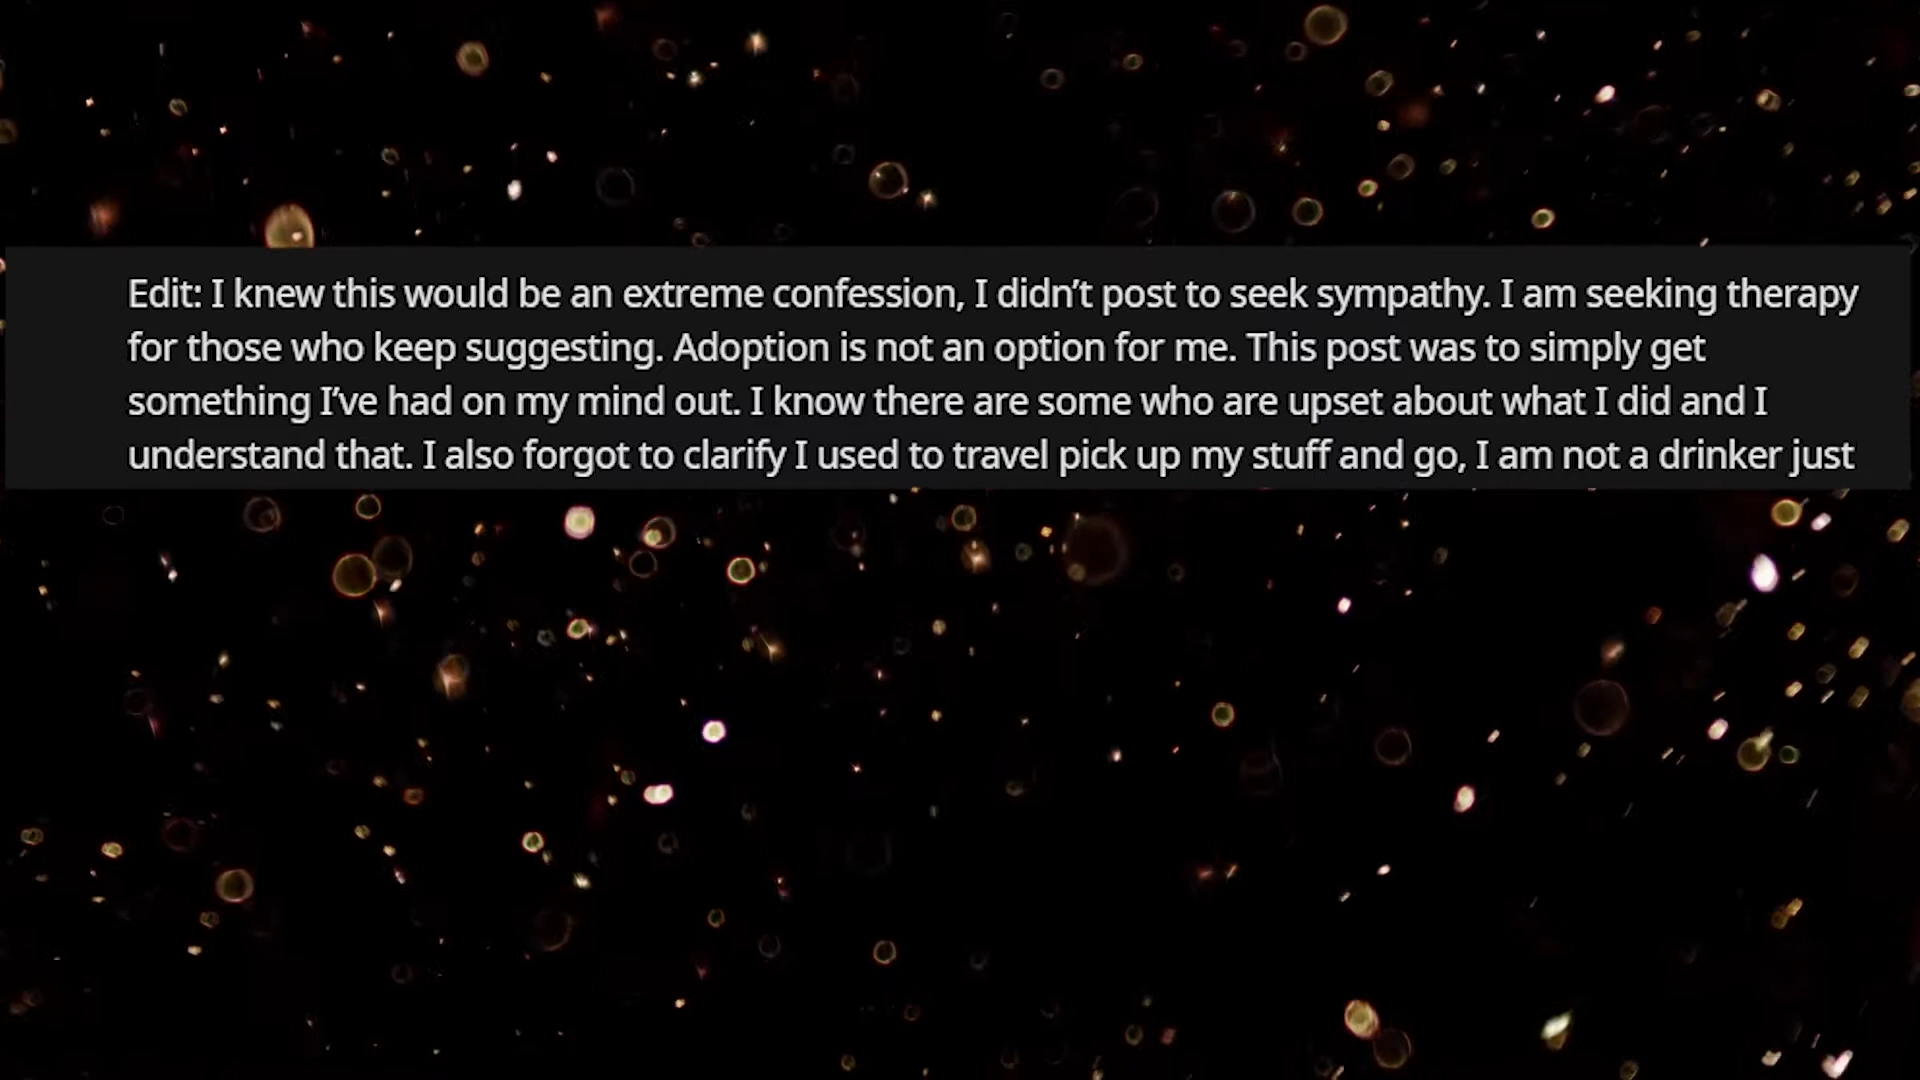 Edit: I knew this would be an extreme confession, I didn’t post to seek sympathy. I am seeking therapy
for those who keep suggesting. Adoption is not an option for me. This post was to simply get
something I’ve had on my mind out. I know there are some who are upset about what I did and I
understand that. I also forgot to clarify I used to travel pick up my stuff and go, I am not a drinker just